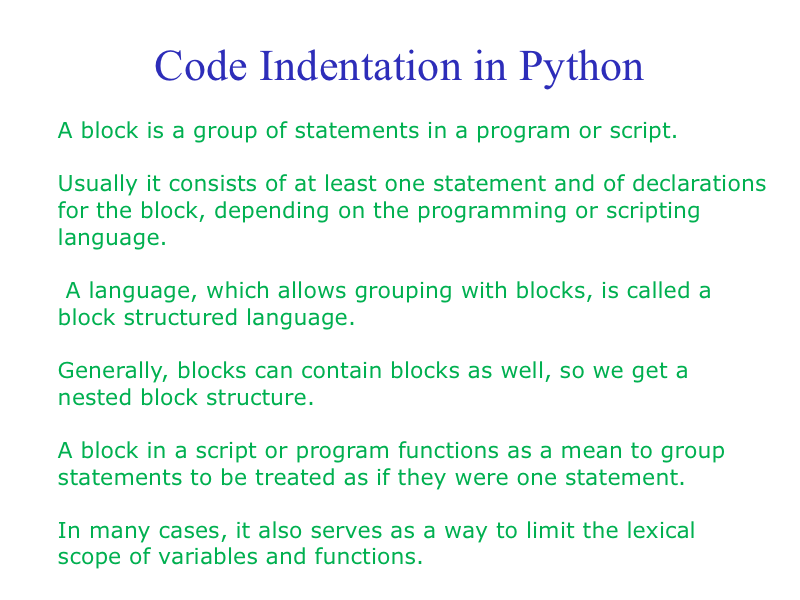 Code Indentation in Python
A block is a group of statements in a program or script.
Usually it consists of at least one statement and of declarations
for the block, depending on the programming or scripting
language.
A language, which allows grouping with blocks, is called a
block structured language.
Generally, blocks can contain blocks as well, so we get a
nested block structure.
A block in a script or program functions as a mean to group
statements to be treated as if they were one statement.
In many cases, it also serves as a way to limit the lexical
scope of variables and functions.